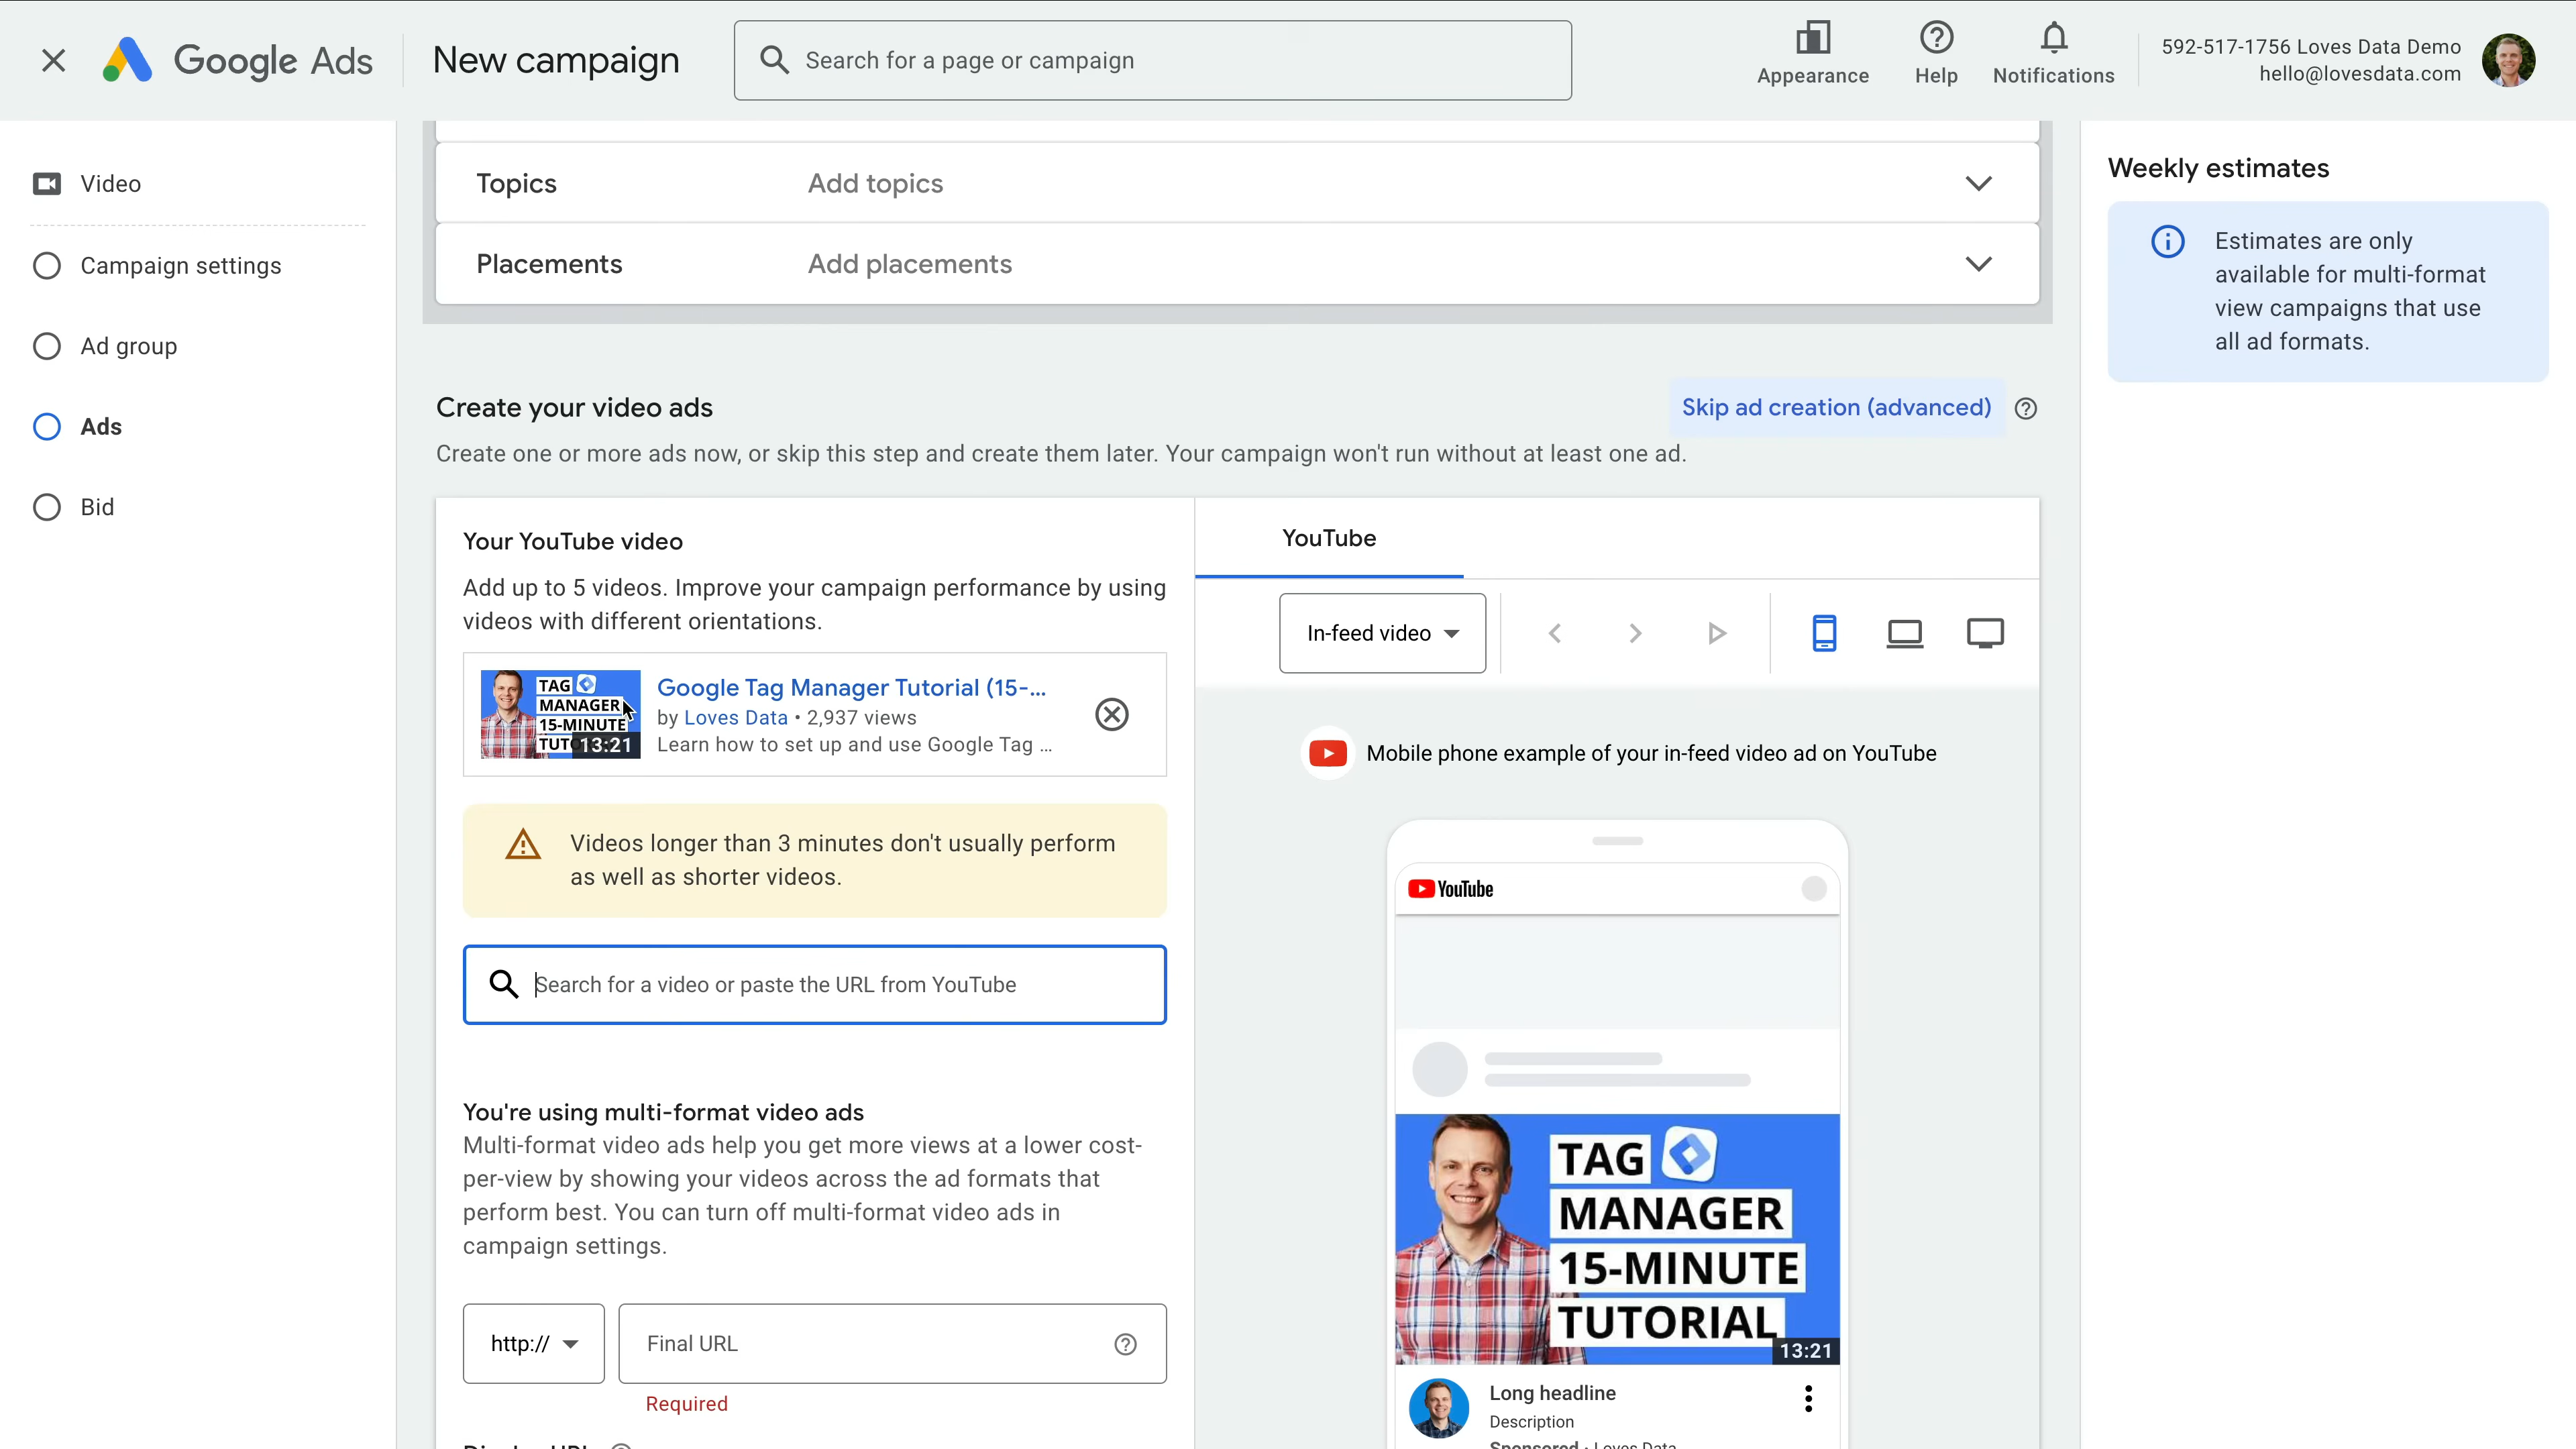 Google Ads
New campaign
Search for a page or campaign
Appearance
Help
Notifications
592-517-1756 Loves Data Demo
hello@lovesdata.com
Video
Campaign settings
Ad group
Ads
Bid
Topics
Add topics
Placements
Add placements
Weekly estimates
Estimates are only
available for multi-format
view campaigns that use
all ad formats.
Create your video ads
Skip ad creation (advanced)
Create one or more ads now, or skip this step and create them later. Your campaign won't run without at least one ad.
Your YouTube video
Add up to 5 videos. Improve your campaign performance by using
videos with different orientations.
TAG
MANAGER
15-MINUTE
TUTO
13:21
Google Tag Manager Tutorial (15-...
by Loves Data • 2,937 views
Learn how to set up and use Google Tag ...
Videos longer than 3 minutes don't usually perform
as well as shorter videos.
Search for a video or paste the URL from YouTube
You're using multi-format video ads
Multi-format video ads help you get more views at a lower cost-
per-view by showing your videos across the ad formats that
perform best. You can turn off multi-format video ads in
campaign settings.
http://
Final URL
Required
YouTube
In-feed video
Mobile phone example of your in-feed video ad on YouTube
YouTube
TAG
MANAGER
15-MINUTE
TUTORIAL
13:21
Long headline
Description
Sponsored · Loves Data